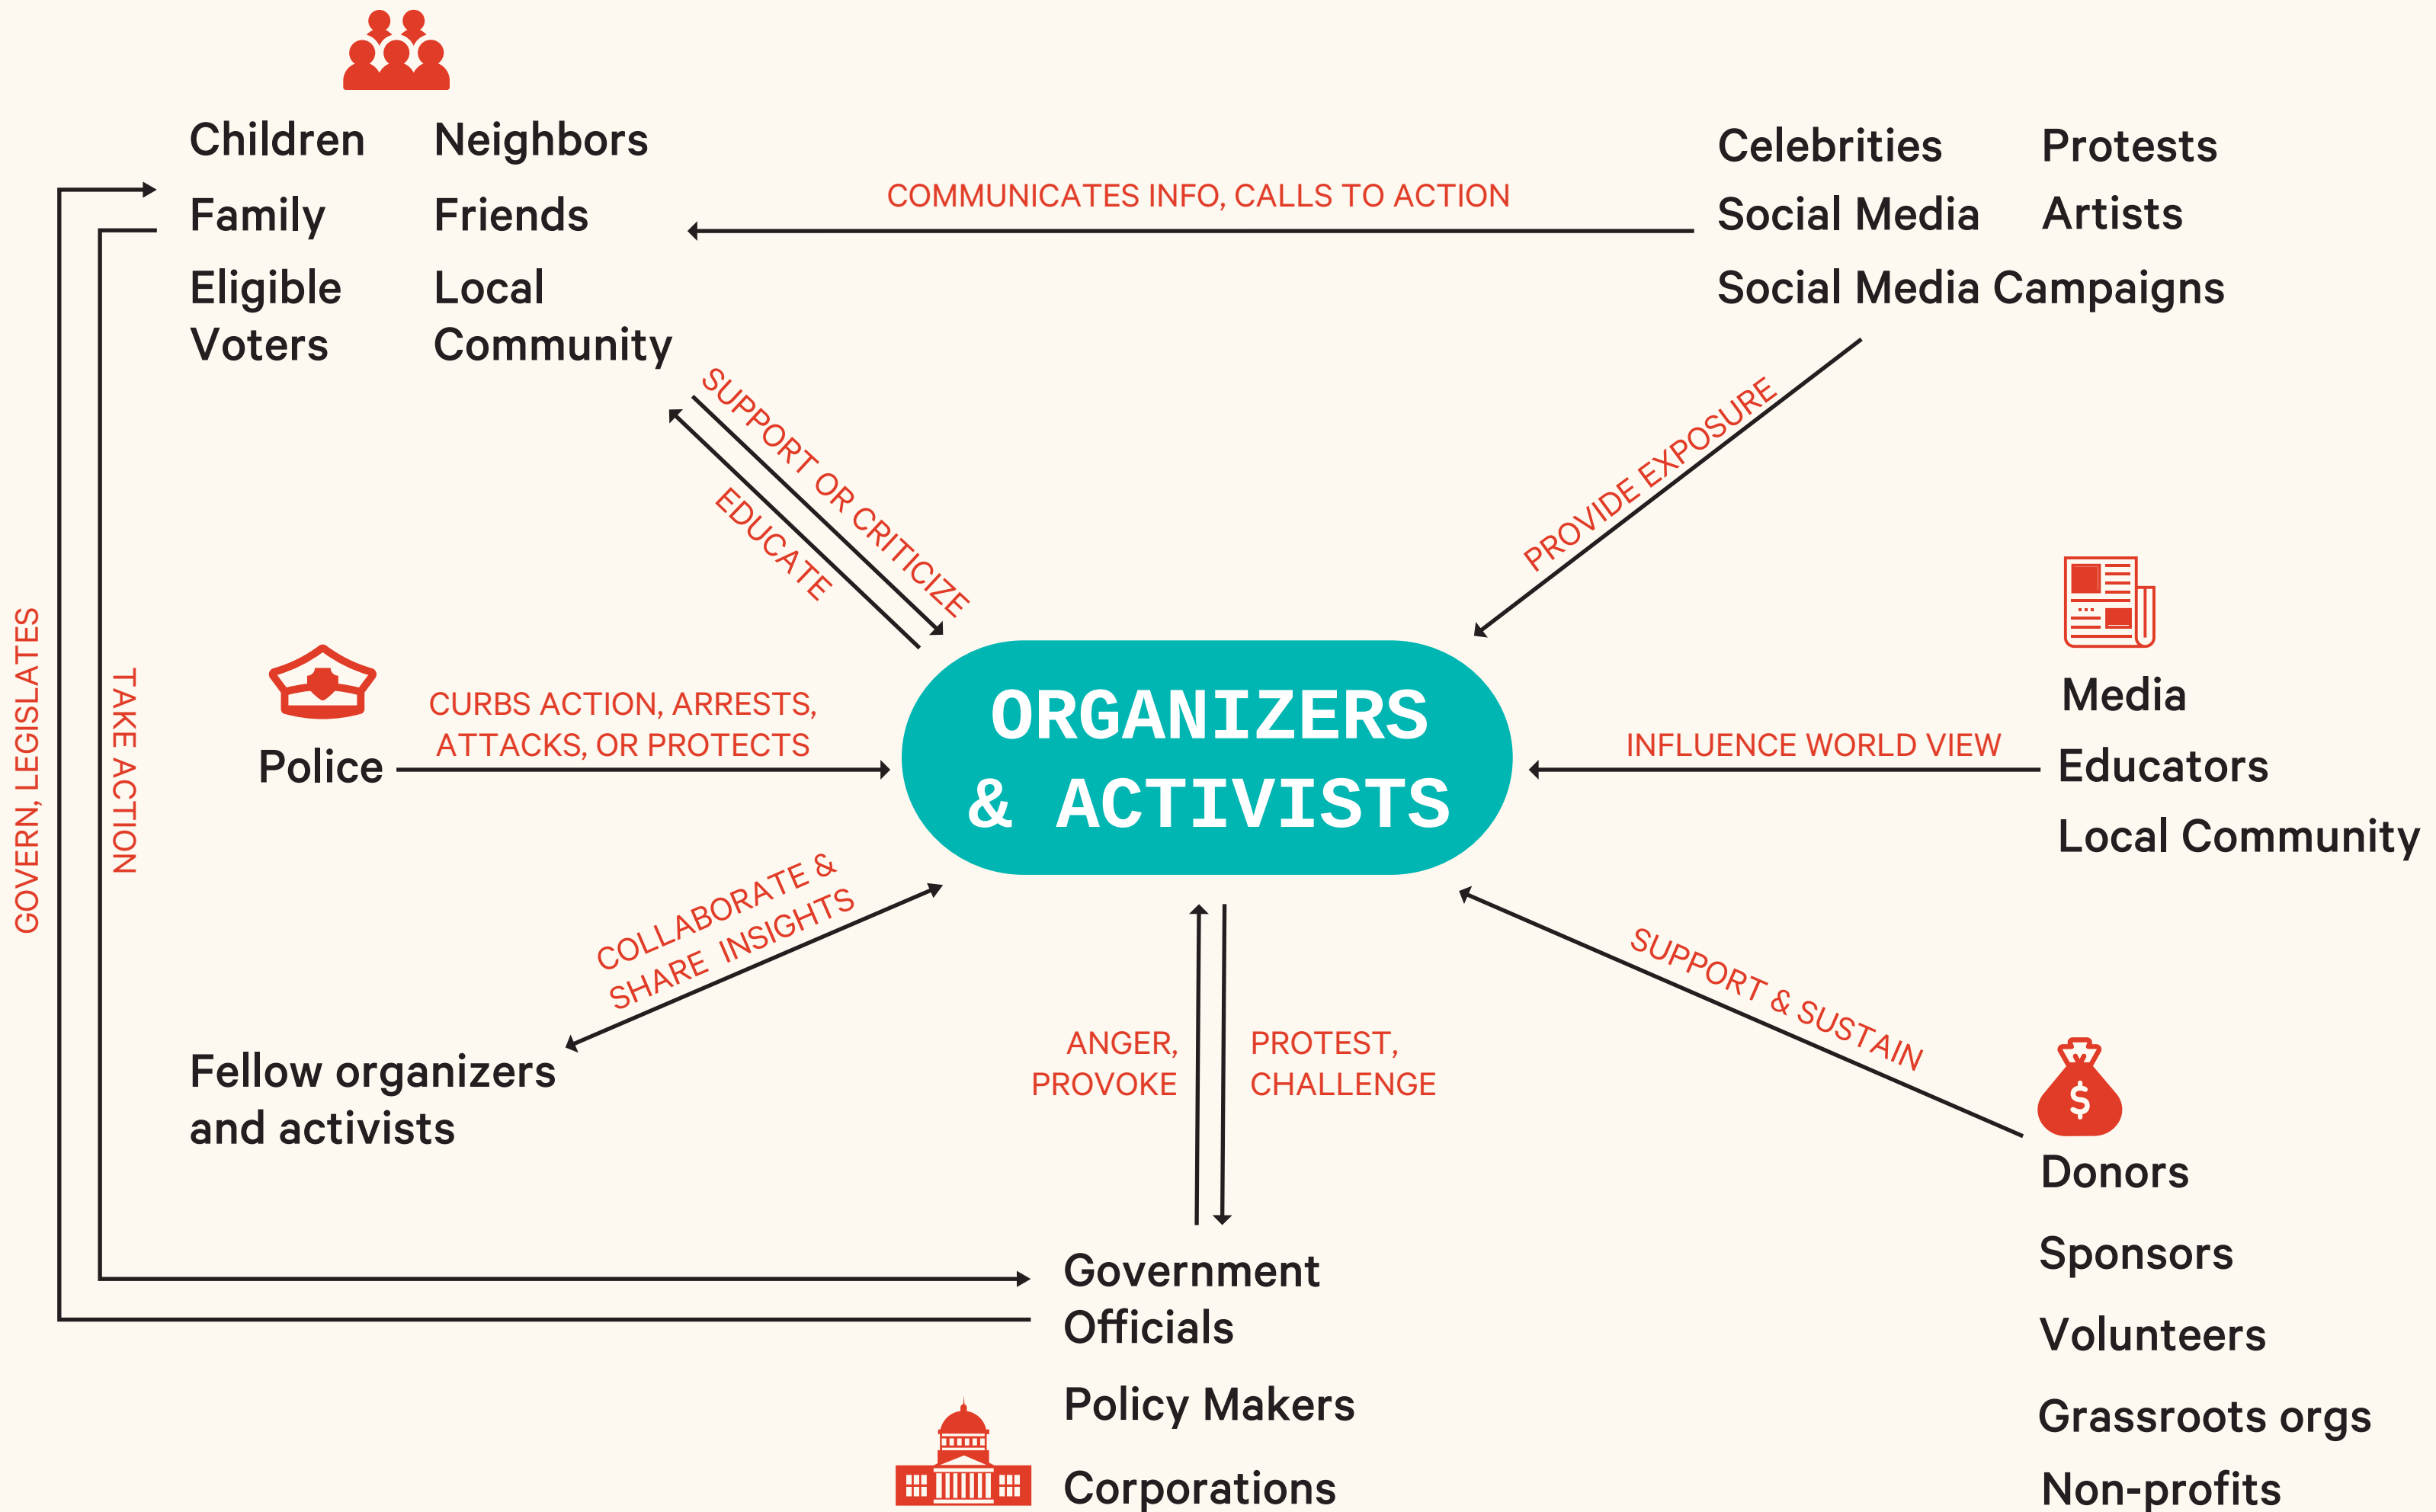 Children
Neighbors
Family
Friends
Eligible
Voters
Local
Community
COMMUNICATES INFO, CALLS TO ACTION
Celebrities
Protests
Social Media
Artists
Social Media Campaigns
SUPPORT OR CRITICIZE
EDUCATE
PROVIDE EXPOSURE
GOVERN, LEGISLATES
TAKE ACTION
Police
CURBS ACTION, ARRESTS,
ATTACKS, OR PROTECTS
ORGANIZERS
& ACTIVISTS
INFLUENCE WORLD VIEW
Media
Educators
Local Community
COLLABORATE &
SHARE INSIGHTS
Fellow organizers
and activists
ANGER,
PROVOKE
PROTEST,
CHALLENGE
SUPPORT & SUSTAIN
$
Donors
Sponsors
Volunteers
Grassroots orgs
Non-profits
Government
Officials
Policy Makers
Corporations